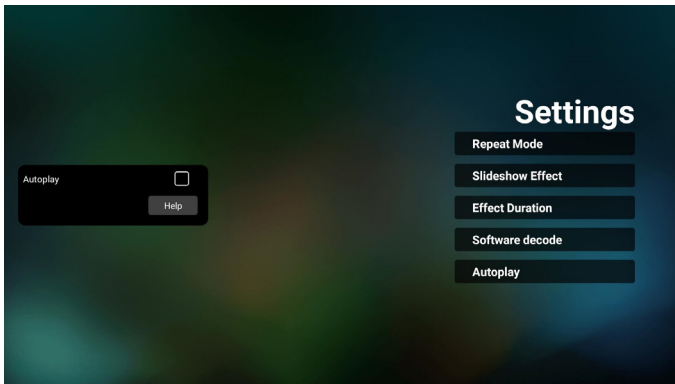 Settings
Repeat Mode
Slideshow Effect
Effect Duration
Software decode
Autoplay
Autoplay
Help